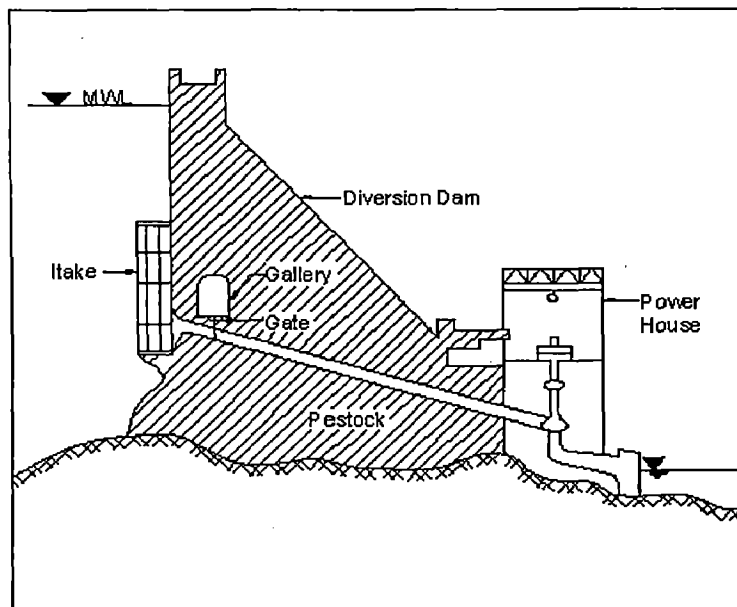 MWL
Diversion Dam
Itake
Gallery
Gate
Power
House
Pestock